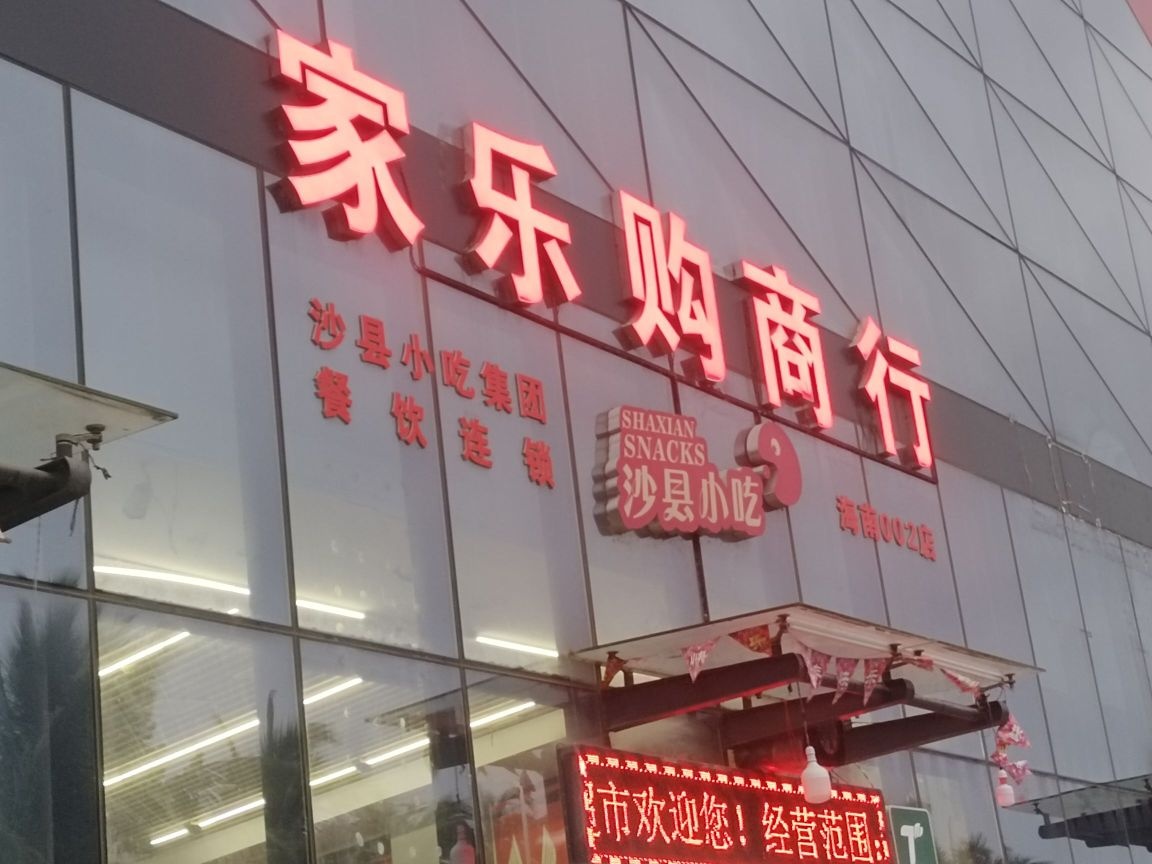 家乐购商行
沙县小吃集团
餐饮连锁
SHAXIAN
SNACKS
沙县小吃
海南002店
市欢迎您！经营范围: